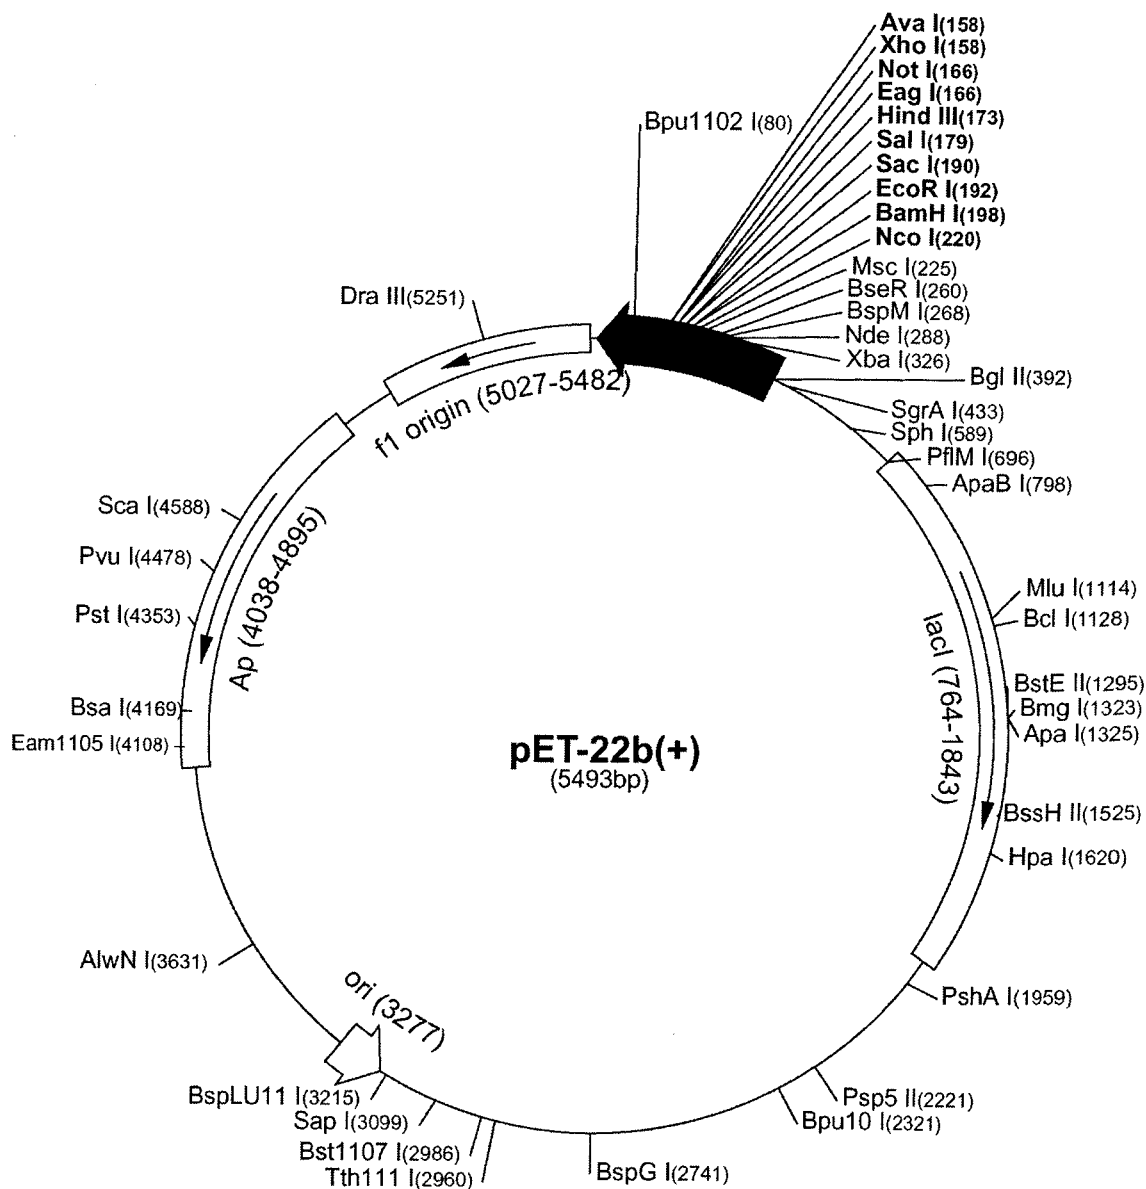 Ava I(158)
Xho I(158)
Not I(166)
Eag I(166)
Hind III(173)
Sal I(179)
Sac I(190)
EcoR I(192)
BamH I(198)
Nco I(220)
Bpu1102 I(80)
Msc I(225)
BseR I(260)
BspM I(268)
Nde I(288)
Xba I(326)
Dra III(5251)
Bgl II(392)
SgrA I(433)
Sph I(589)
PflM I(696)
ApaB I(798)
f1 origin (5027-5482)
Sca I(4588)
Pvu I(4478)
Pst I(4353)
Ap (4038-4895)
Bsa I(4169)
Eam1105 I(4108)
Mlu I(1114)
Bcl I(1128)
lacI (764-1843)
BstE II(1295)
Bmg I(1323)
Apa I(1325)
pET-22b(+)
(5493bp)
BssH II(1525)
Hpa I(1620)
AlwN I(3631)
ori (3277)
PshA I(1959)
BspLU11 I(3215)
Sap I(3099)
Bst1107 I(2986)
Tth111 I(2960)
BspG I(2741)
Psp5 II(2221)
Bpu10 I(2321)